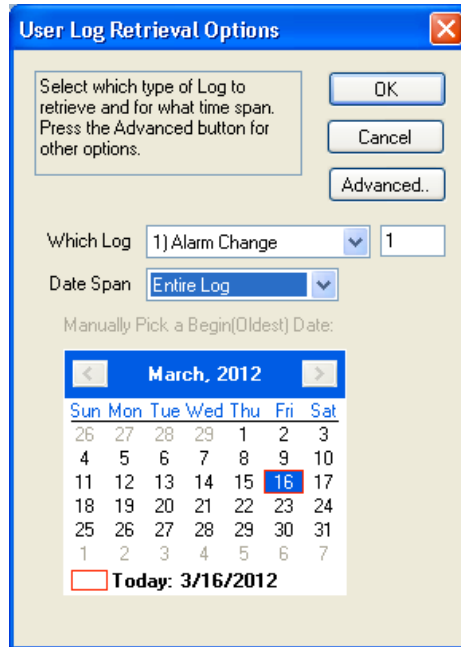 User Log Retrieval Options
Select which type of Log to
retrieve and for what time span.
Press the Advanced button for
other options.
OK
Cancel
Advanced..
Which Log 1) Alarm Change 1
Date Span Entire Log
Manually Pick a Begin(Oldest) Date:
March, 2012
Sun Mon Tue Wed Thu Fri Sat
26 27 28 29 1 2 3
4 5 6 7 8 9 10
11 12 13 14 15 16 17
18 19 20 21 22 23 24
25 26 27 28 29 30 31
1 2 3 4 5 6 7
Today: 3/16/2012